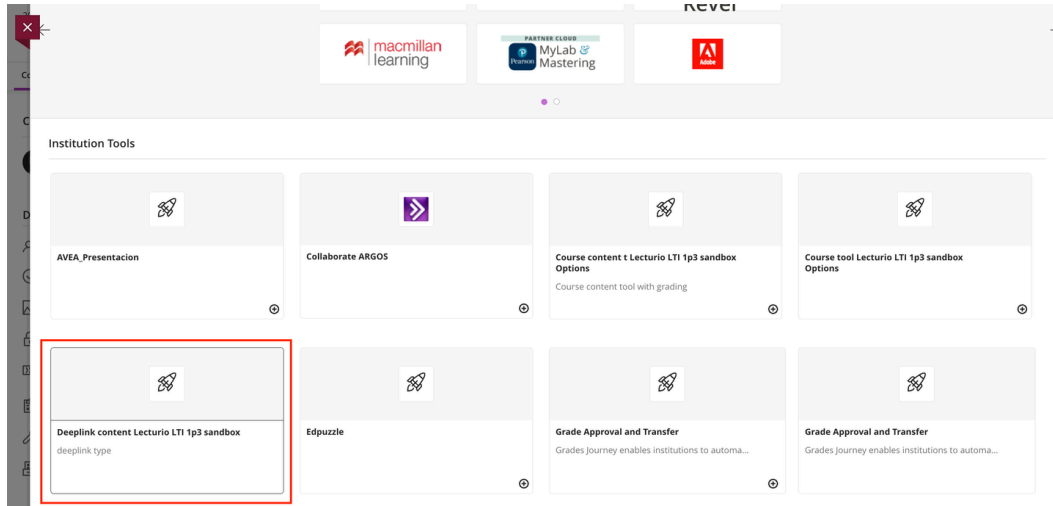 macmillan
learning
PARTNER CLOUD
Pearson
MyLab &
Mastering
Adobe
Institution Tools
AVEA_Presentacion
Collaborate ARGOS
Course content t Lecturio LTI 1p3 sandbox
Options
Course content tool with grading
Course tool Lecturio LTI 1p3 sandbox
Options
Deeplink content Lecturio LTI 1p3 sandbox
deeplink type
Edpuzzle
Grade Approval and Transfer
Grades Journey enables institutions to automa...
Grade Approval and Transfer
Grades Journey enables institutions to automa...